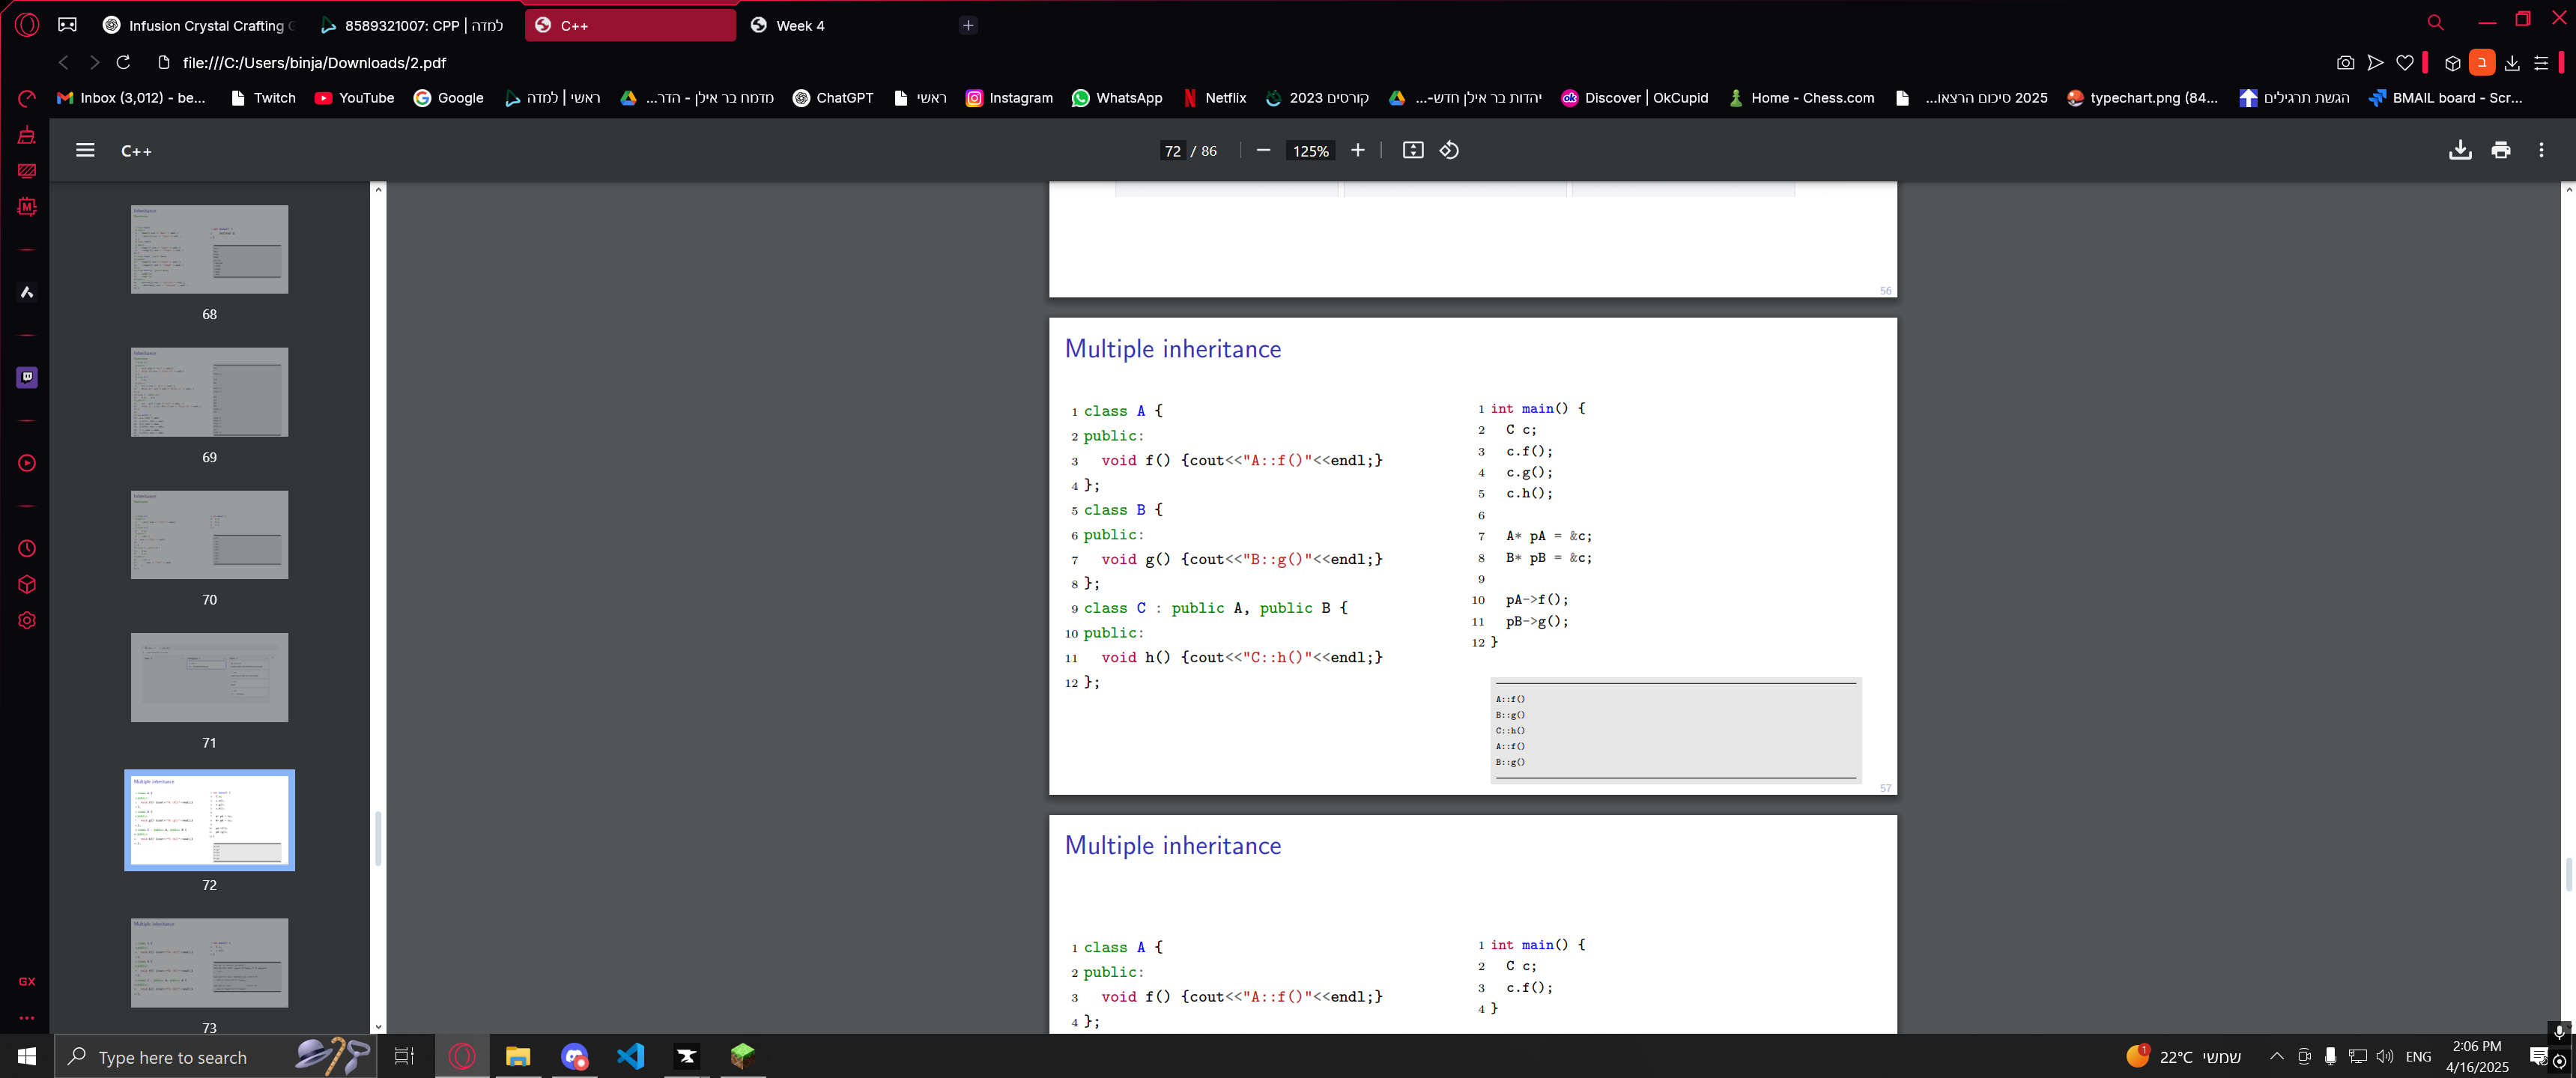 Infusion Crystal Crafting G
8589321007: CPP | למדה
C++
Week 4
file:///C:/Users/binja/Downloads/2.pdf
Inbox (3,012) - be...
Twitch
YouTube
Google
ראשי | למדה
מדמח בר אילן - הדר...
ChatGPT
ראשי
Instagram
WhatsApp
Netflix
קורסים 2023
יהדות בר אילן חדש-...
Discover | OkCupid
Home - Chess.com
2025 סיכום הרצאו...
typechart.png (84...
הגשת תרגילים
BMAIL board - Scr...
C++
72 / 86
125%
68
69
70
71
72
73
56
Multiple inheritance
1 class A {
2 public:
3 void f() {cout<<"A::f()"<<endl;}
4 };
5 class B {
6 public:
7 void g() {cout<<"B::g()"<<endl;}
8 };
9 class C : public A, public B {
10 public:
11 void h() {cout<<"C::h()"<<endl;}
12 };
1 int main() {
2 C c;
3 c.f();
4 c.g();
5 c.h();
6
7 A* pA = &c;
8 B* pB = &c;
9
10 pA->f();
11 pB->g();
12 }
A::f()
B::g()
C::h()
A::f()
B::g()
57
Multiple inheritance
1 class A {
2 public:
3 void f() {cout<<"A::f()"<<endl;}
4 };
1 int main() {
2 C c;
3 c.f();
4 }
GX
Type here to search
1
22°C שמשי
ENG
2:06 PM
4/16/2025